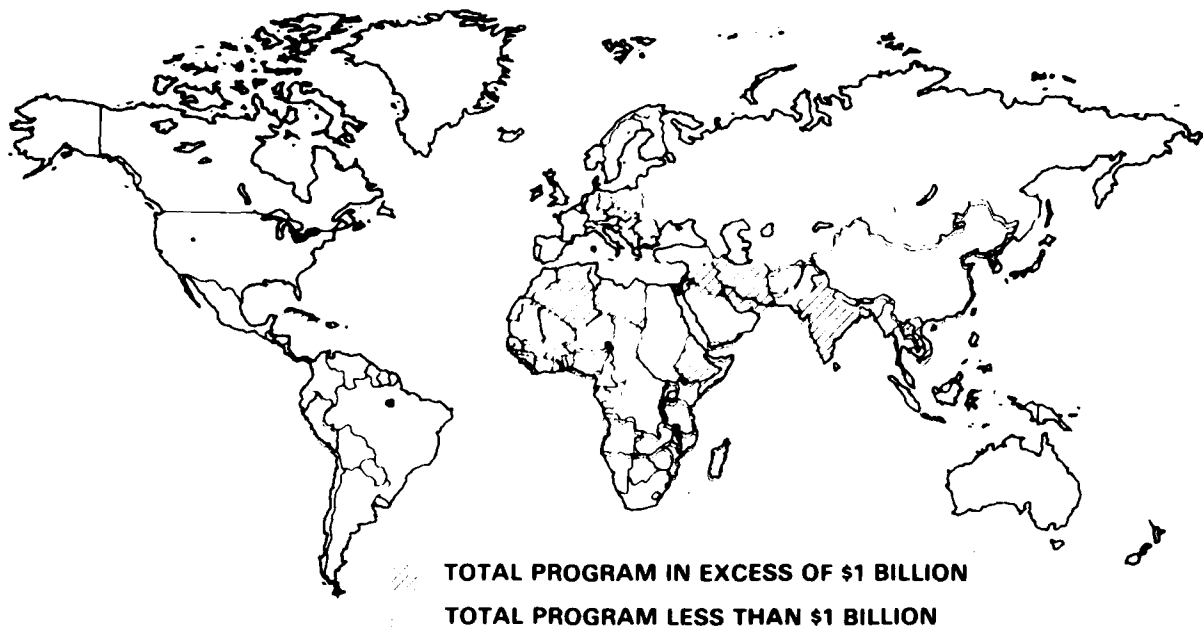 TOTAL PROGRAM IN EXCESS OF $1 BILLION
TOTAL PROGRAM LESS THAN $1 BILLION